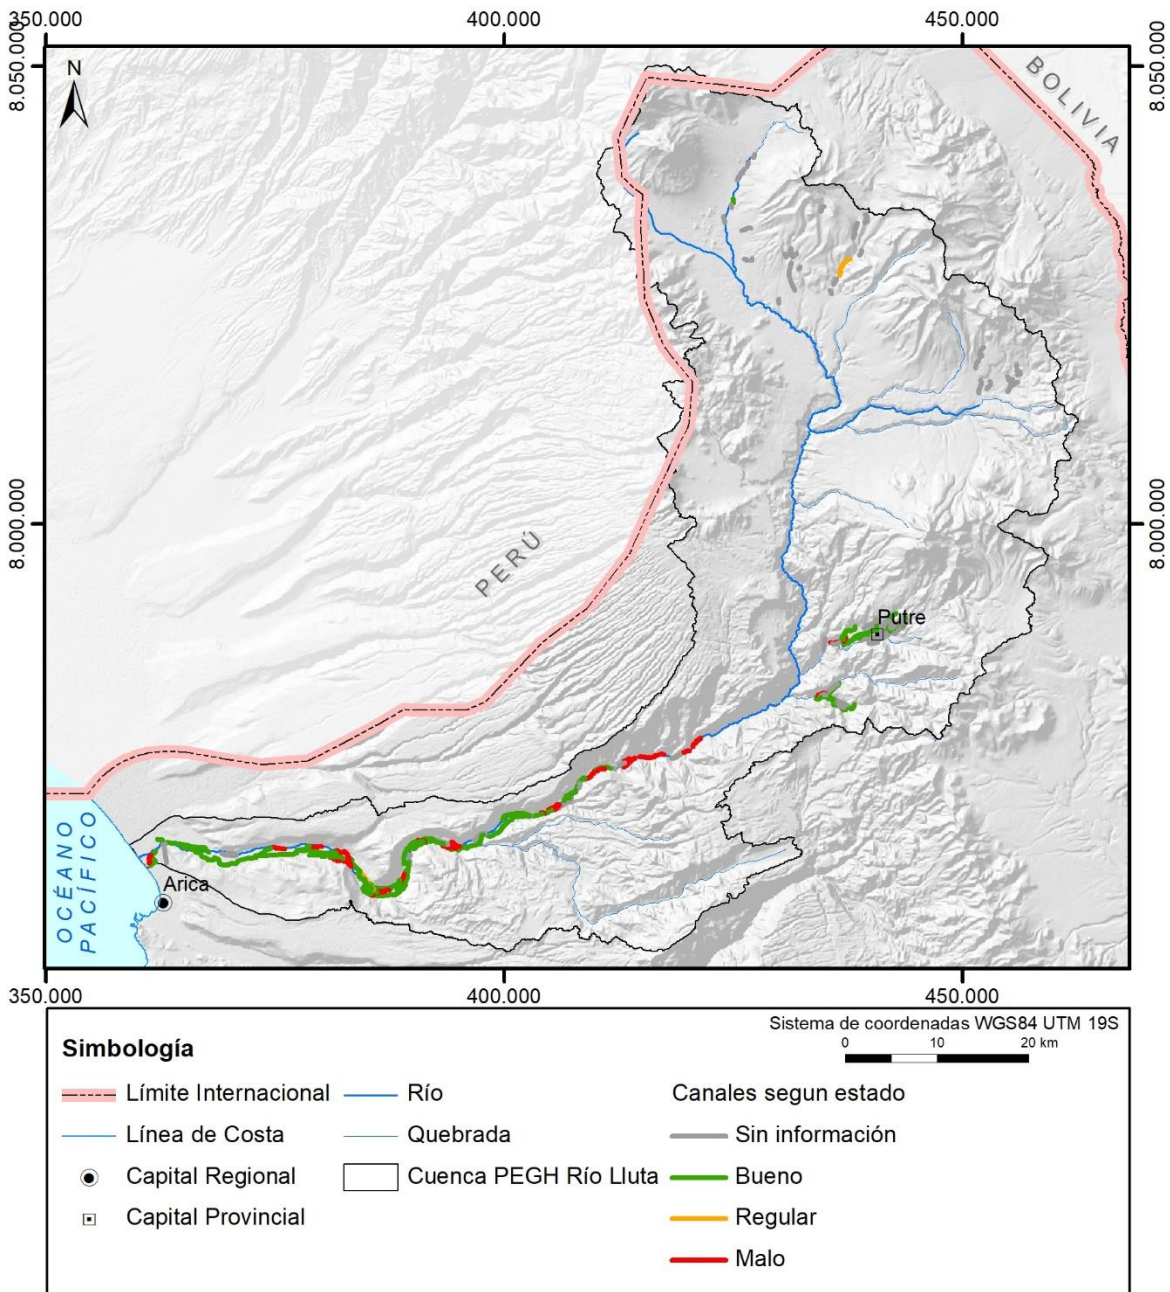 350.000
400.000
450.000
8.050.000
8.050.000
N
BOLIVIA
8.000.000
8.000.000
PERÚ
Putre
OCÉANO
PACÍFICO
Arica
350.000
400.000
450.000
Sistema de coordenadas WGS84 UTM 19S
0 10 20 km
Simbología
Límite Internacional
Río
Canales segun estado
Línea de Costa
Quebrada
Sin información
Capital Regional
Cuenca PEGH Río Lluta
Bueno
Capital Provincial
Regular
Malo